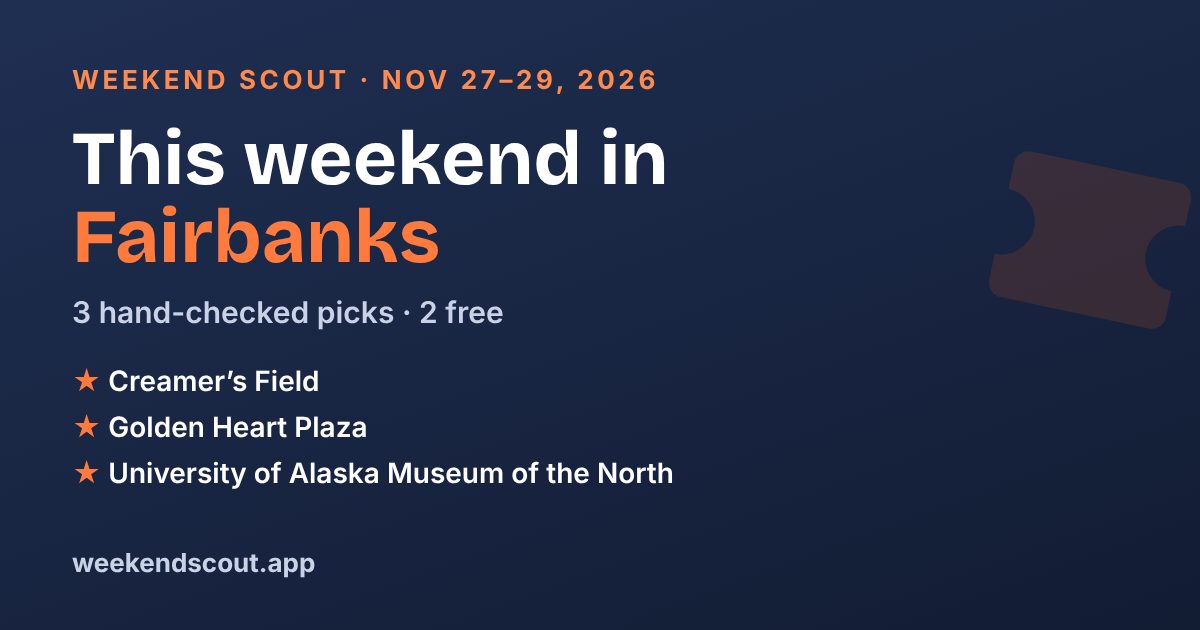 WEEKEND SCOUT · NOV 27–29, 2026
This weekend in
Fairbanks
3 hand-checked picks · 2 free
★ Creamer’s Field
★ Golden Heart Plaza
★ University of Alaska Museum of the North
weekendscout.app